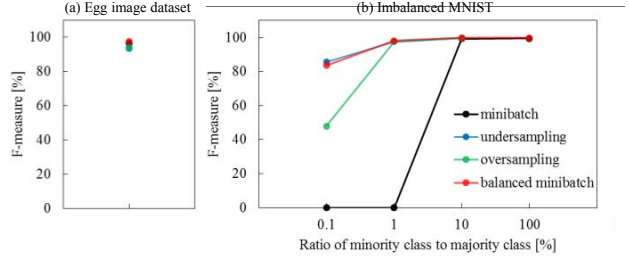 (a) Egg image dataset
(b) Imbalanced MNIST
F-measure [%]
100
80
60
40
20
0
F-measure [%]
100
80
60
40
20
0
minibatch
undersampling
oversampling
balanced minibatch
0.1
1
10
100
Ratio of minority class to majority class [%]